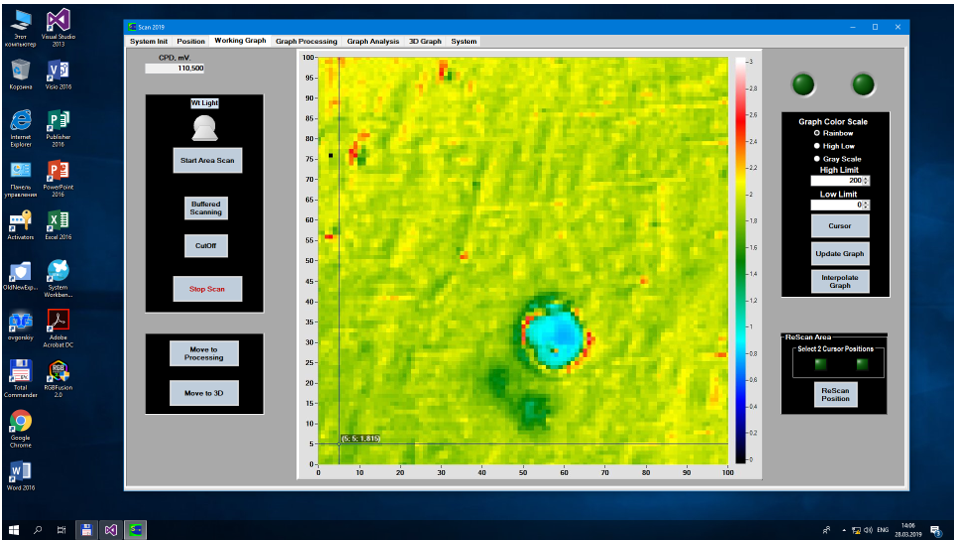 Этот
компьютер
Visual Studio
2013
Корзина
Visio 2016
Internet
Explorer
Publisher
2016
Панель
управления
PowerPoint
2016
Activators
Excel 2016
OldNewExp...
System
Workben...
ovgorskiy
Adobe
Acrobat DC
Total
Commander
RGBFusion
2.0
Google
Chrome
Word 2016
Scan 2019
System Init Position Working Graph Graph Processing Graph Analysis 3D Graph System
CPD, mV.
110,500
Wt Light
Start Area Scan
Buffered
Scanning
CutOff
Stop Scan
Move to
Processing
Move to 3D
100
95
90
85
80
75
70
65
60
55
50
45
40
35
30
25
20
15
10
5
0
(5; 5; 1,815)
0 10 20 30 40 50 60 70 80 90 100
3
2.8
2.6
2.4
2.2
2
1.8
1.6
1.4
1.2
1
0.8
0.6
0.4
0.2
0
Graph Color Scale
Rainbow
High Low
Gray Scale
High Limit
200
Low Limit
0
Cursor
Update Graph
Interpolate
Graph
ReScan Area
Select 2 Cursor Positions
ReScan
Position
ENG
14:06
28.03.2019